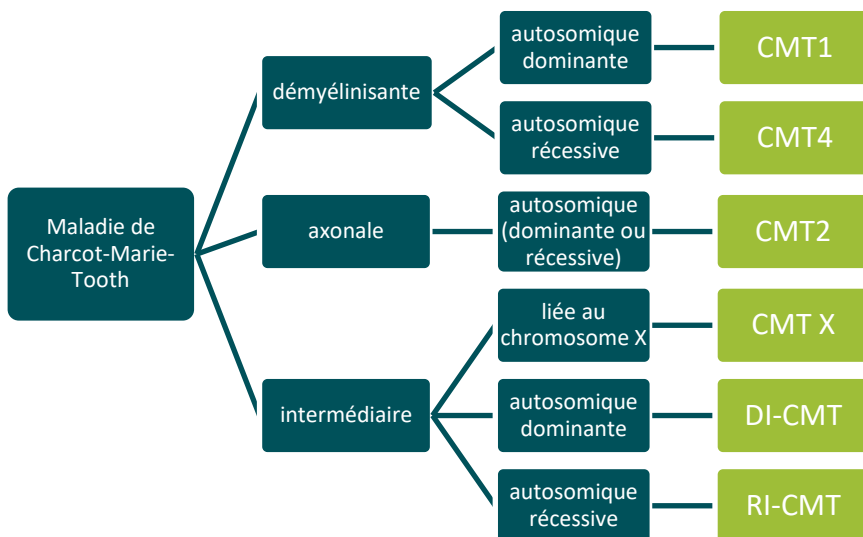 Maladie de
Charcot-Marie-
Tooth
démyélinisante
autosomique
dominante
CMT1
autosomique
récessive
CMT4
axonale
autosomique
(dominante ou
récessive)
CMT2
intermédiaire
liée au
chromosome X
CMT X
autosomique
dominante
DI-CMT
autosomique
récessive
RI-CMT